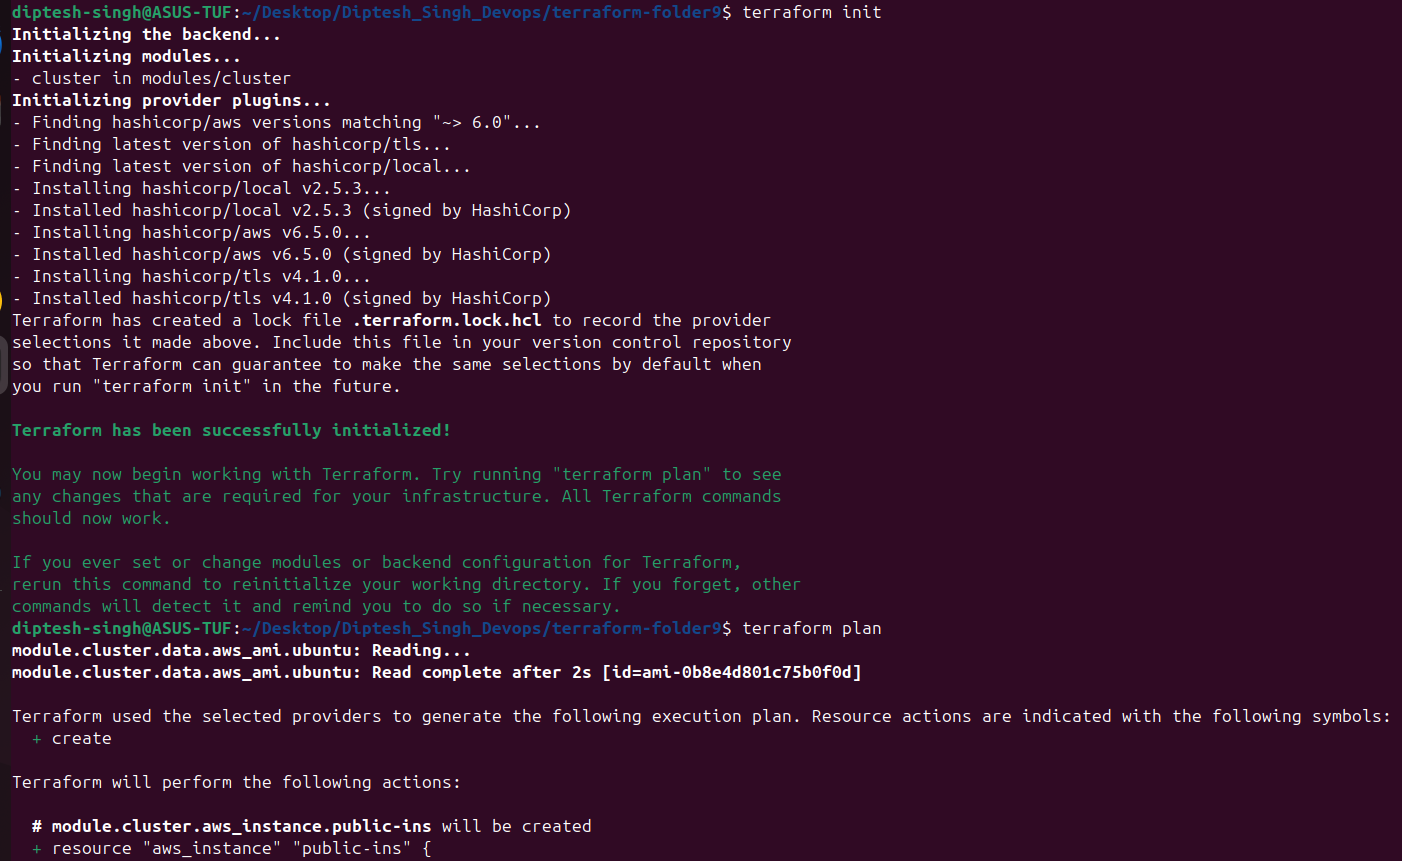 diptesh-singh@ASUS-TUF:~/Desktop/Diptesh_Singh_Devops/terraform-folder9$ terraform init
Initializing the backend...
Initializing modules...
- cluster in modules/cluster
Initializing provider plugins...
- Finding hashicorp/aws versions matching "~> 6.0"...
- Finding latest version of hashicorp/tls...
- Finding latest version of hashicorp/local...
- Installing hashicorp/local v2.5.3...
- Installed hashicorp/local v2.5.3 (signed by HashiCorp)
- Installing hashicorp/aws v6.5.0...
- Installed hashicorp/aws v6.5.0 (signed by HashiCorp)
- Installing hashicorp/tls v4.1.0...
- Installed hashicorp/tls v4.1.0 (signed by HashiCorp)
Terraform has created a lock file .terraform.lock.hcl to record the provider
selections it made above. Include this file in your version control repository
so that Terraform can guarantee to make the same selections by default when
you run "terraform init" in the future.

Terraform has been successfully initialized!

You may now begin working with Terraform. Try running "terraform plan" to see
any changes that are required for your infrastructure. All Terraform commands
should now work.

If you ever set or change modules or backend configuration for Terraform,
rerun this command to reinitialize your working directory. If you forget, other
commands will detect it and remind you to do so if necessary.
diptesh-singh@ASUS-TUF:~/Desktop/Diptesh_Singh_Devops/terraform-folder9$ terraform plan
module.cluster.data.aws_ami.ubuntu: Reading...
module.cluster.data.aws_ami.ubuntu: Read complete after 2s [id=ami-0b8e4d801c75b0f0d]

Terraform used the selected providers to generate the following execution plan. Resource actions are indicated with the following symbols:
  + create

Terraform will perform the following actions:

  # module.cluster.aws_instance.public-ins will be created
  + resource "aws_instance" "public-ins" {